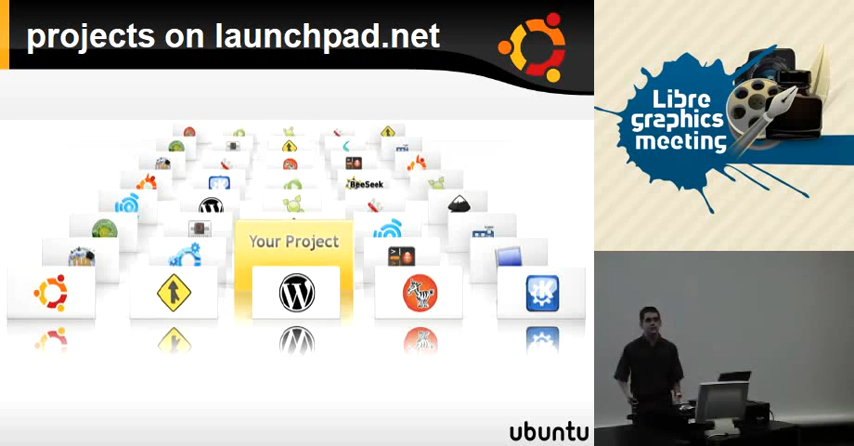 projects on launchpad.net
Libre
graphics
meeting
BeeSeek
Your Project
ubuntu